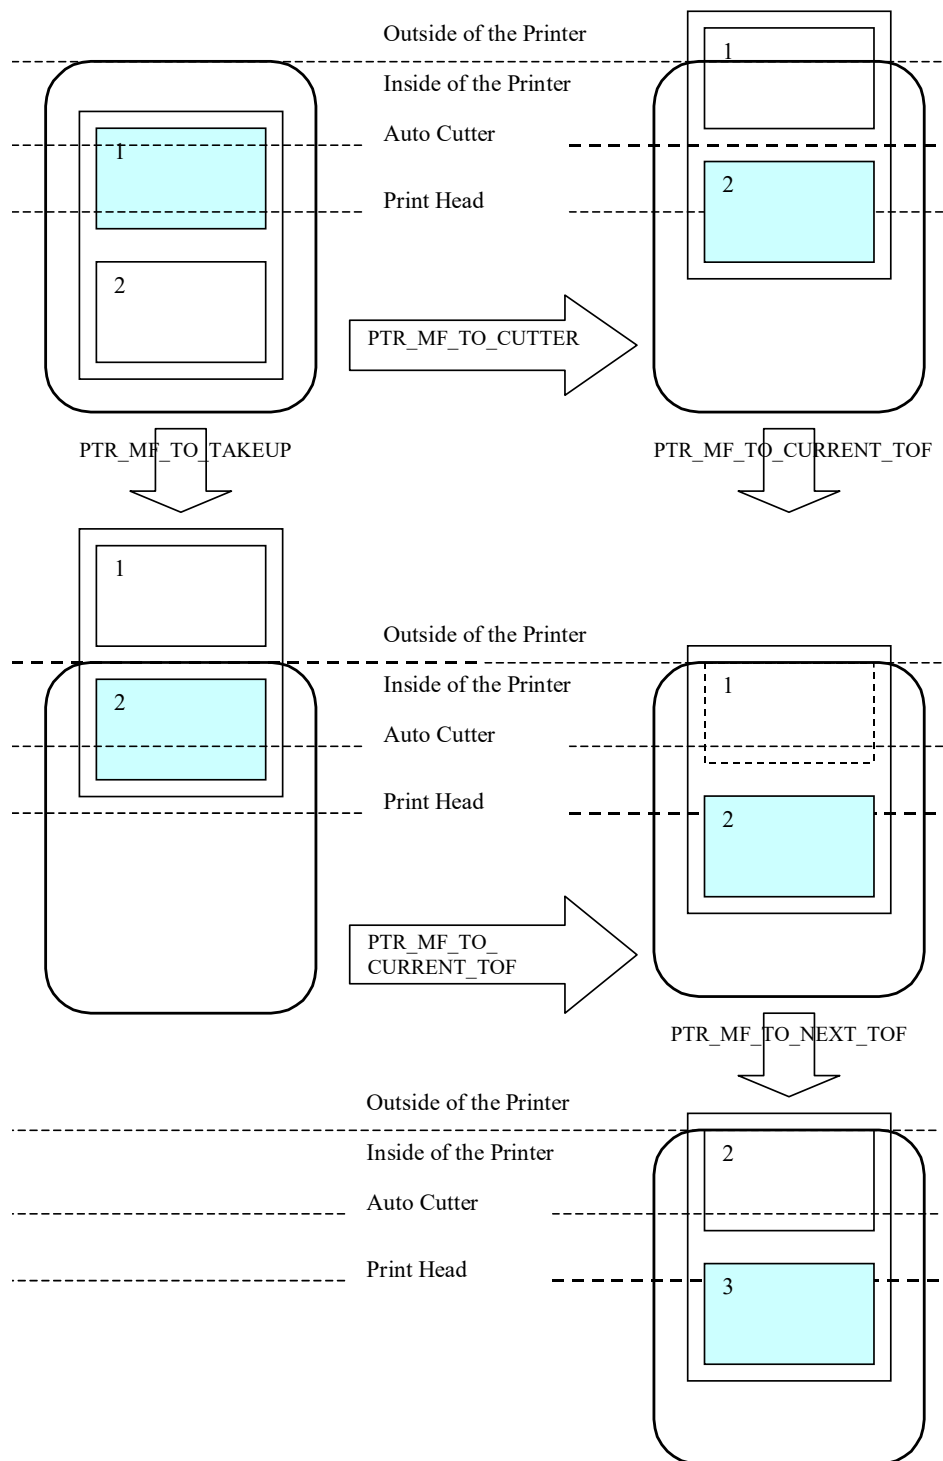 Outside of the Printer
1
Inside of the Printer
Auto Cutter
1
Print Head
2
2
PTR_MF_TO_CUTTER
PTR_MF_TO_TAKEUP
PTR_MF_TO_CURRENT_TOF
1
Outside of the Printer
Inside of the Printer
1
2
Auto Cutter
Print Head
2
PTR_MF_TO_
CURRENT_TOF
PTR_MF_TO_NEXT_TOF
Outside of the Printer
Inside of the Printer
2
Auto Cutter
Print Head
3